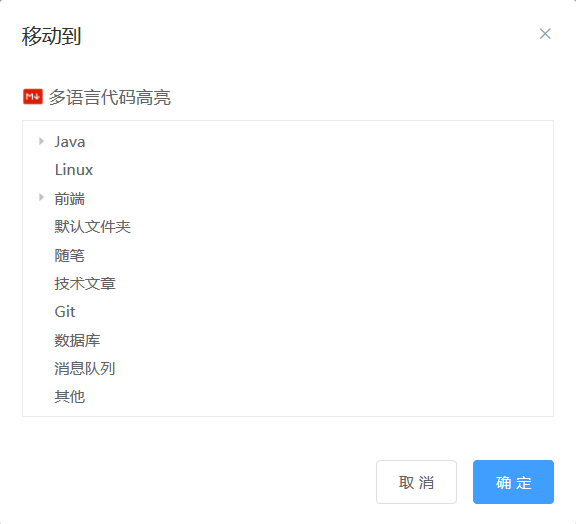 移动到
M↓ 多语言代码高亮
Java
Linux
前端
默认文件夹
随笔
技术文章
Git
数据库
消息队列
其他
取 消 确 定